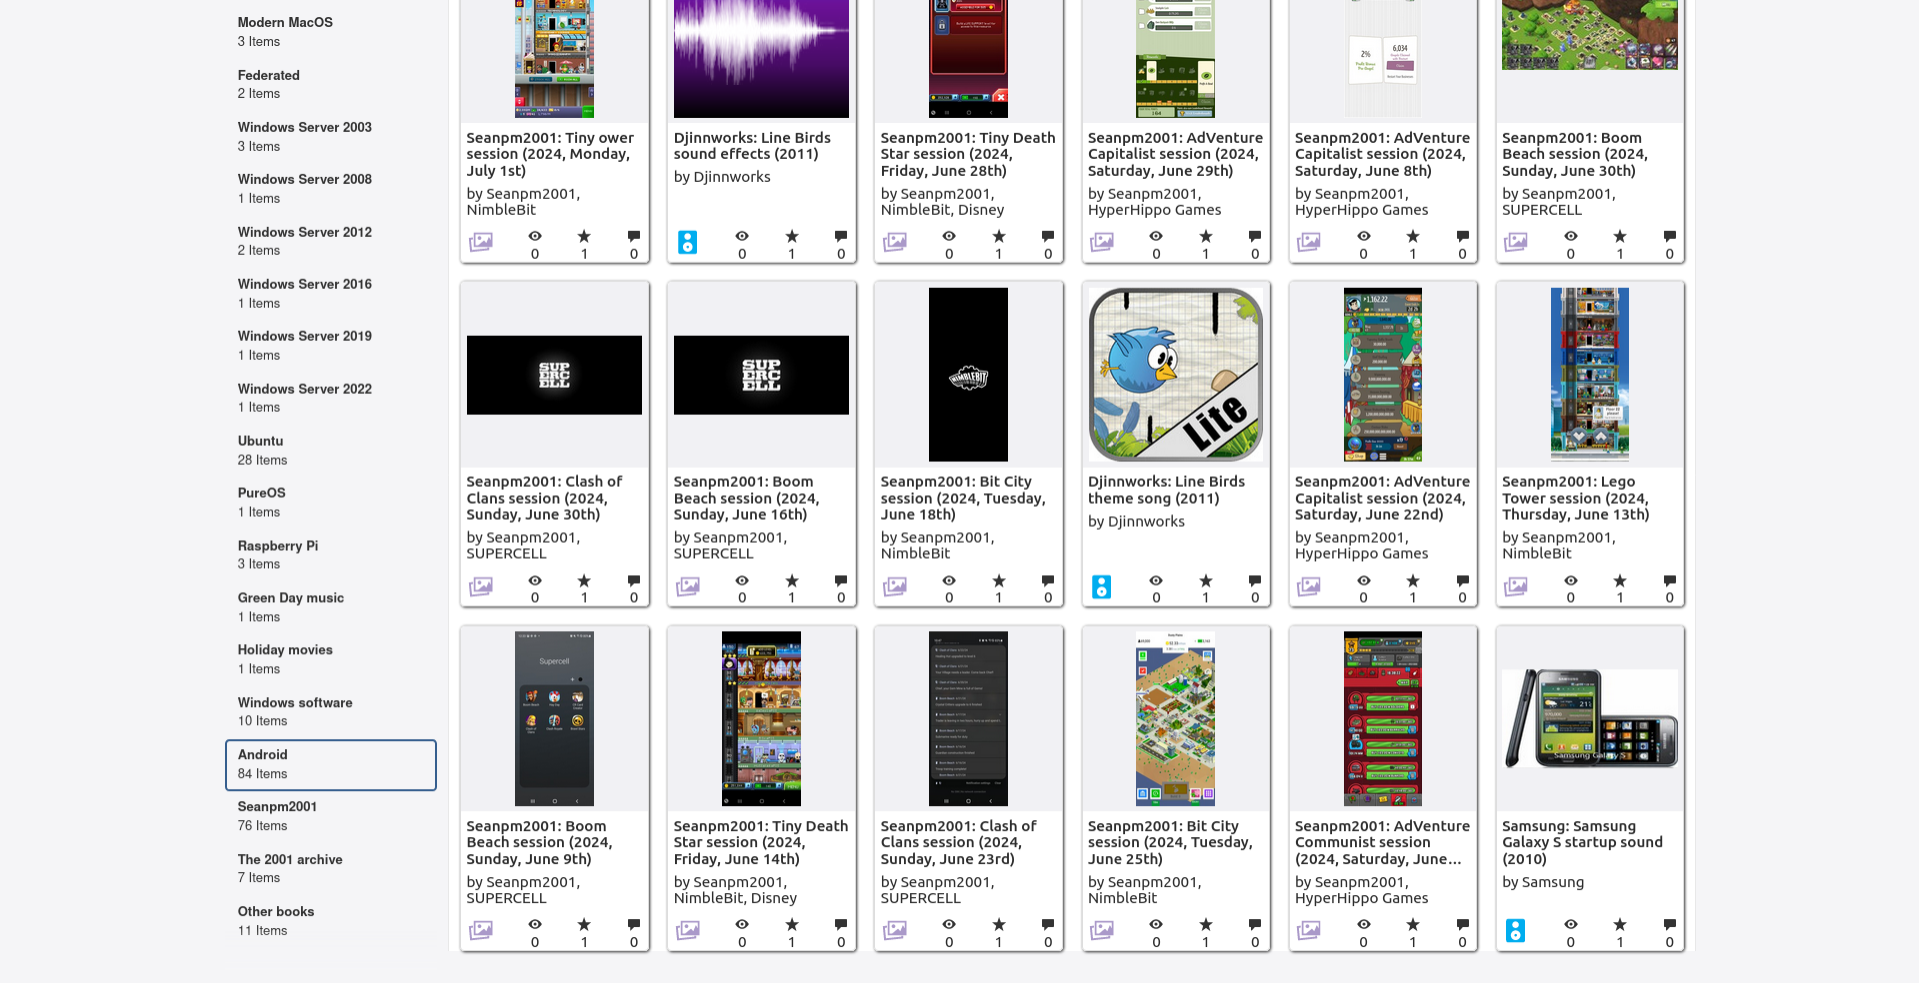 Modern MacOS
3 Items
Federated
2 Items
Windows Server 2003
3 Items
Windows Server 2008
1 Items
Windows Server 2012
2 Items
Windows Server 2016
1 Items
Windows Server 2019
1 Items
Windows Server 2022
1 Items
Ubuntu
28 Items
PureOS
1 Items
Raspberry Pi
3 Items
Green Day music
1 Items
Holiday movies
1 Items
Windows software
10 Items
Android
84 Items
Seanpm2001
76 Items
The 2001 archive
7 Items
Other books
11 Items
2%
6,034
Seanpm2001: Tiny ower
session (2024, Monday,
July 1st)
by Seanpm2001,
NimbleBit
0 1 0
Djinnworks: Line Birds
sound effects (2011)
by Djinnworks
0 1 0
Seanpm2001: Tiny Death
Star session (2024,
Friday, June 28th)
by Seanpm2001,
NimbleBit, Disney
0 1 0
Seanpm2001: AdVenture
Capitalist session (2024,
Saturday, June 29th)
by Seanpm2001,
HyperHippo Games
0 1 0
Seanpm2001: AdVenture
Capitalist session (2024,
Saturday, June 8th)
by Seanpm2001,
HyperHippo Games
0 1 0
Seanpm2001: Boom
Beach session (2024,
Sunday, June 30th)
by Seanpm2001,
SUPERCELL
0 1 0
SUP
ERC
ELL
Seanpm2001: Clash of
Clans session (2024,
Sunday, June 30th)
by Seanpm2001,
SUPERCELL
0 1 0
SUP
ERC
ELL
Seanpm2001: Boom
Beach session (2024,
Sunday, June 16th)
by Seanpm2001,
SUPERCELL
0 1 0
NIMBLEBIT
Seanpm2001: Bit City
session (2024, Tuesday,
June 18th)
by Seanpm2001,
NimbleBit
0 1 0
Lite
Djinnworks: Line Birds
theme song (2011)
by Djinnworks
0 1 0
1,162.22
Seanpm2001: AdVenture
Capitalist session (2024,
Saturday, June 22nd)
by Seanpm2001,
HyperHippo Games
0 1 0
Seanpm2001: Lego
Tower session (2024,
Thursday, June 13th)
by Seanpm2001,
NimbleBit
0 1 0
Supercell
Seanpm2001: Boom
Beach session (2024,
Sunday, June 9th)
by Seanpm2001,
SUPERCELL
0 1 0
Seanpm2001: Tiny Death
Star session (2024,
Friday, June 14th)
by Seanpm2001,
NimbleBit, Disney
0 1 0
Seanpm2001: Clash of
Clans session (2024,
Sunday, June 23rd)
by Seanpm2001,
SUPERCELL
0 1 0
Seanpm2001: Bit City
session (2024, Tuesday,
June 25th)
by Seanpm2001,
NimbleBit
0 1 0
Seanpm2001: AdVenture
Communist session
(2024, Saturday, June...
by Seanpm2001,
HyperHippo Games
0 1 0
Samsung Gala
Samsung: Samsung
Galaxy S startup sound
(2010)
by Samsung
0 1 0